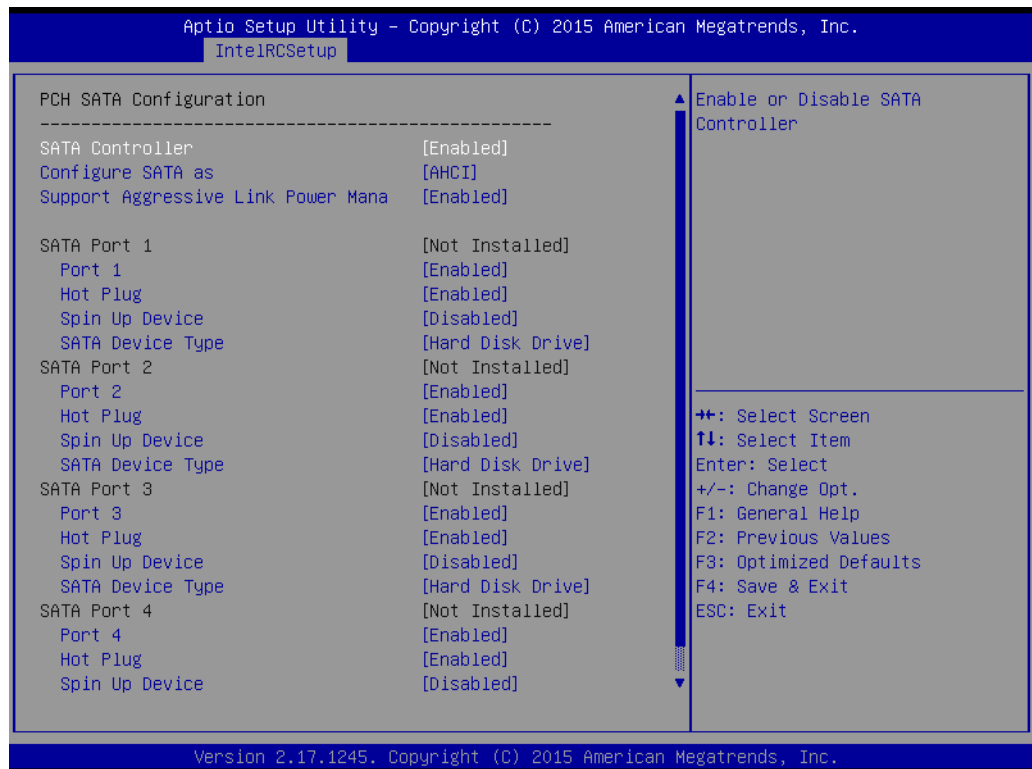 Aptio Setup Utility – Copyright (C) 2015 American Megatrends, Inc.
IntelRCSetup
PCH SATA Configuration
--------------------------------------------------
SATA Controller [Enabled]
Configure SATA as [AHCI]
Support Aggressive Link Power Mana [Enabled]
SATA Port 1 [Not Installed]
Port 1 [Enabled]
Hot Plug [Enabled]
Spin Up Device [Disabled]
SATA Device Type [Hard Disk Drive]
SATA Port 2 [Not Installed]
Port 2 [Enabled]
Hot Plug [Enabled]
Spin Up Device [Disabled]
SATA Device Type [Hard Disk Drive]
SATA Port 3 [Not Installed]
Port 3 [Enabled]
Hot Plug [Enabled]
Spin Up Device [Disabled]
SATA Device Type [Hard Disk Drive]
SATA Port 4 [Not Installed]
Port 4 [Enabled]
Hot Plug [Enabled]
Spin Up Device [Disabled]
Enable or Disable SATA
Controller
→←: Select Screen
↑↓: Select Item
Enter: Select
+/-: Change Opt.
F1: General Help
F2: Previous Values
F3: Optimized Defaults
F4: Save & Exit
ESC: Exit
Version 2.17.1245. Copyright (C) 2015 American Megatrends, Inc.